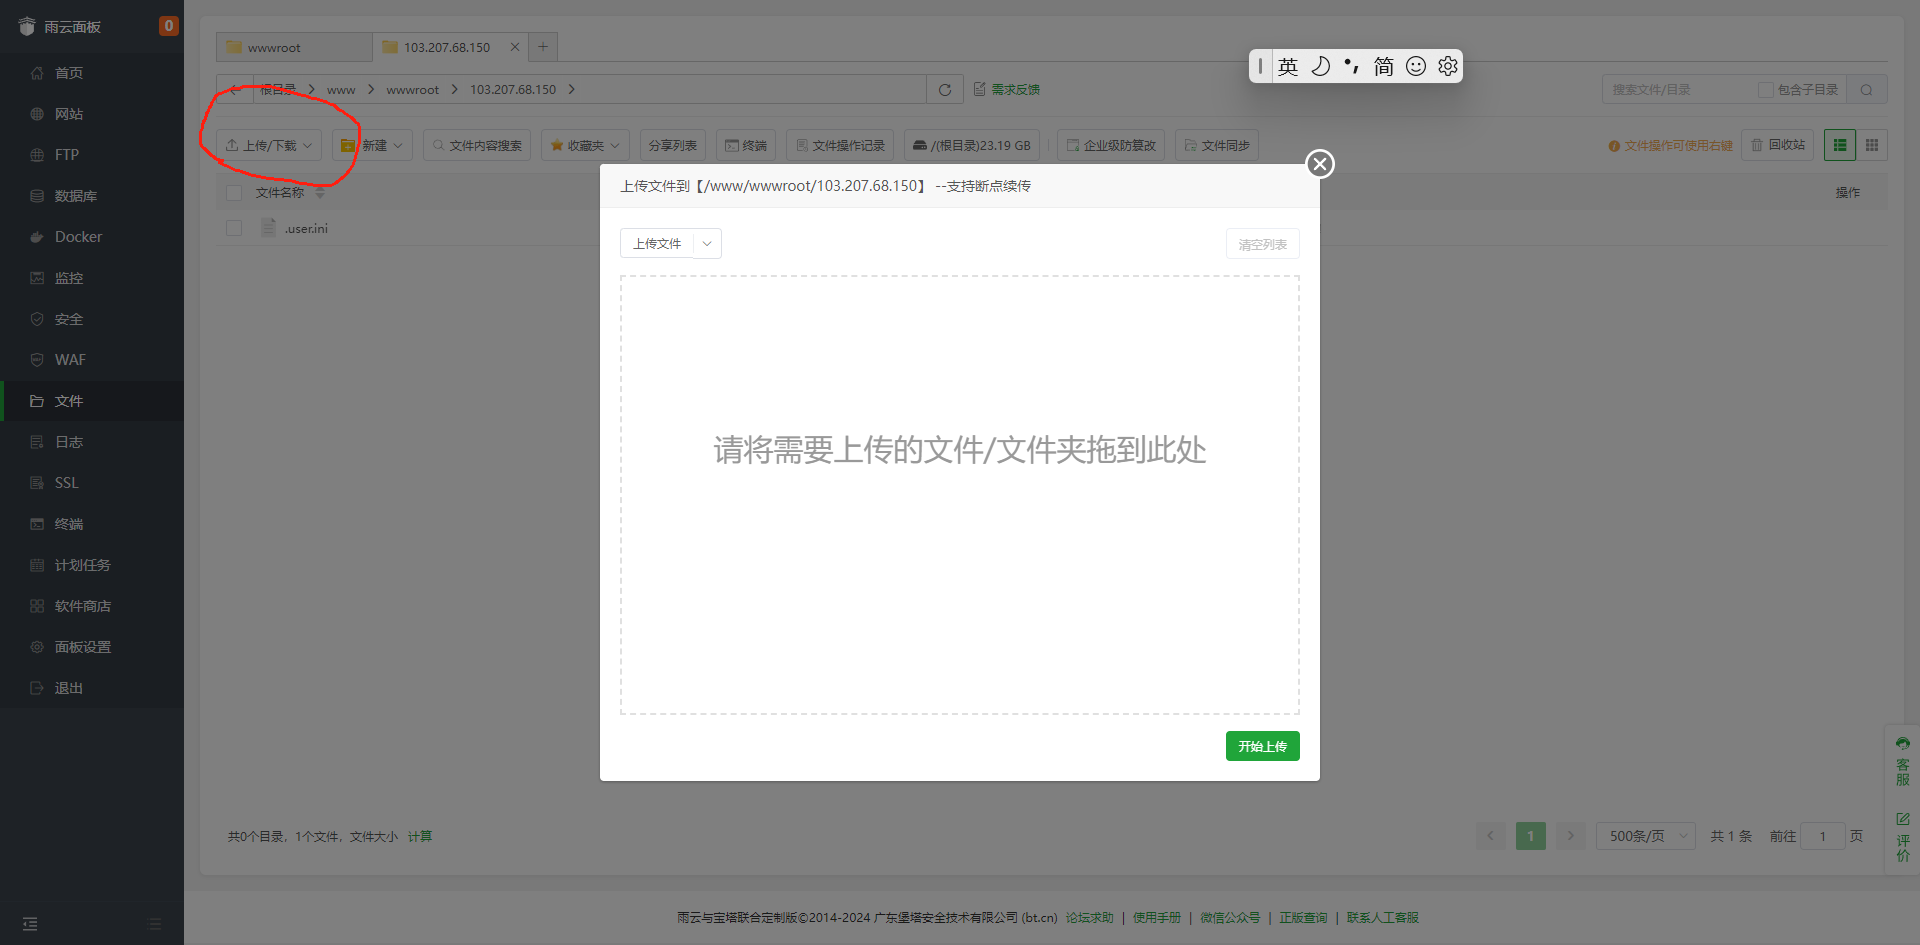 雨云面板
0
首页
网站
FTP
数据库
Docker
监控
安全
WAF
文件
日志
SSL
终端
计划任务
软件商店
面板设置
退出
wwwroot
103.207.68.150
根目录 > www > wwwroot > 103.207.68.150 >
需求反馈
英 简
搜索文件/目录 包含子目录
上传/下载 新建 文件内容搜索 收藏夹 分享列表 终端 文件操作记录 /(根目录)23.19 GB 企业级防篡改 文件同步
文件操作可使用右键 回收站
文件名称 操作
.user.ini
上传文件到【/www/wwwroot/103.207.68.150】 --支持断点续传
上传文件 清空列表
请将需要上传的文件/文件夹拖到此处
开始上传
共0个目录，1个文件，文件大小 计算
1 500条/页 共 1 条 前往 1 页
客服
评价
雨云与宝塔联合定制版©2014-2024 广东堡塔安全技术有限公司 (bt.cn) 论坛求助 | 使用手册 | 微信公众号 | 正版查询 | 联系人工客服